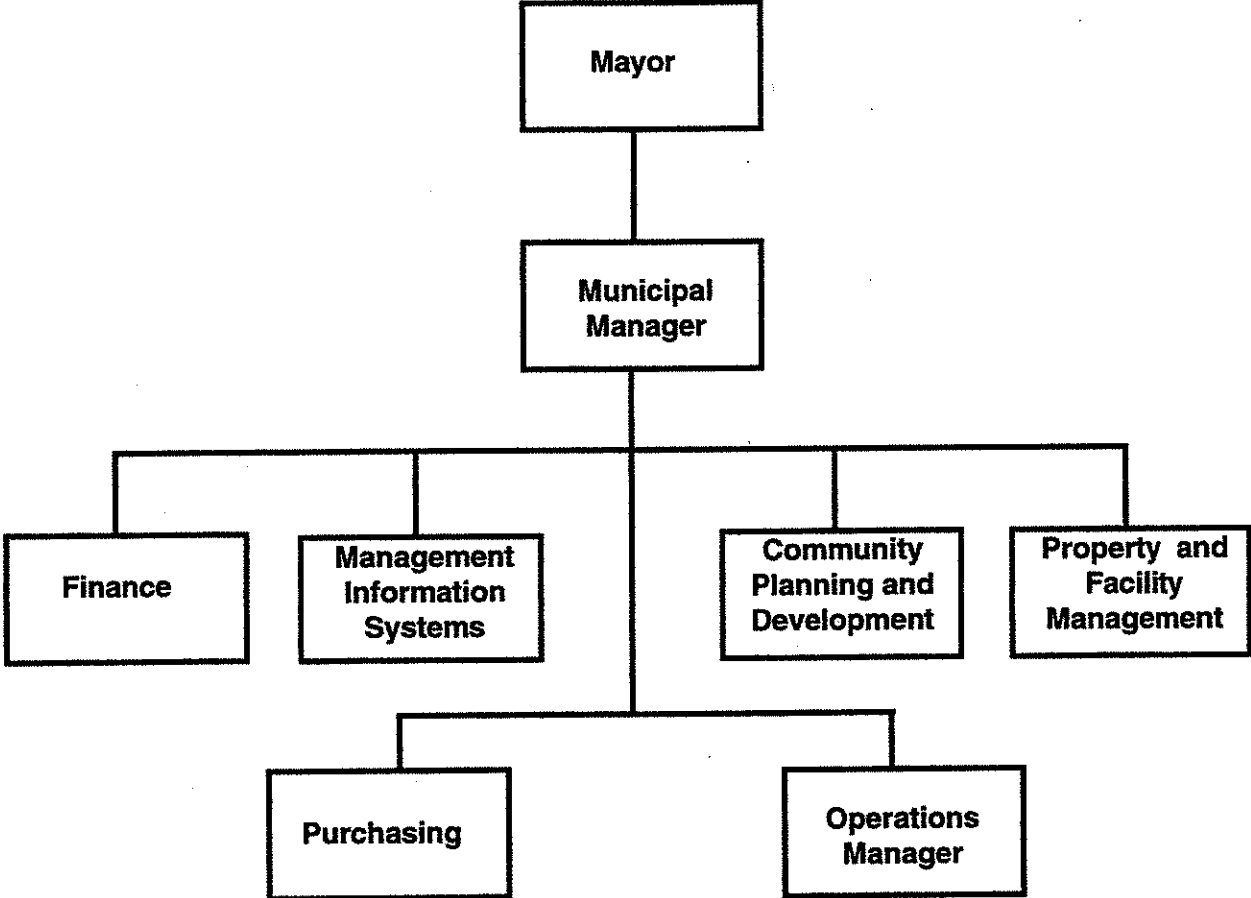 Mayor
Municipal
Manager
Finance
Management
Information
Systems
Community
Planning and
Development
Property and
Facility
Management
Purchasing
Operations
Manager